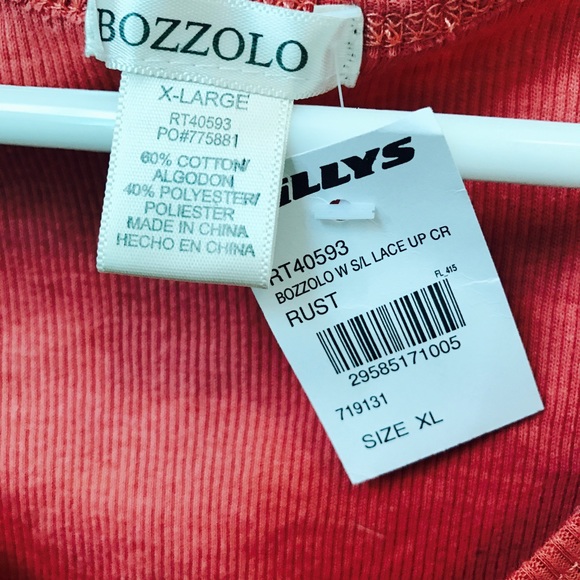 BOZZOLO
X-LARGE
RT40593
PO#775881
60% COTTON/
ALGODON
40% POLYESTER/
POLIESTER
MADE IN CHINA
HECHO EN CHINA
iLLYS
RT40593
BOZZOLO W S/L LACE UP CR
RUST
FL 415
29585171005
719131
SIZE XL